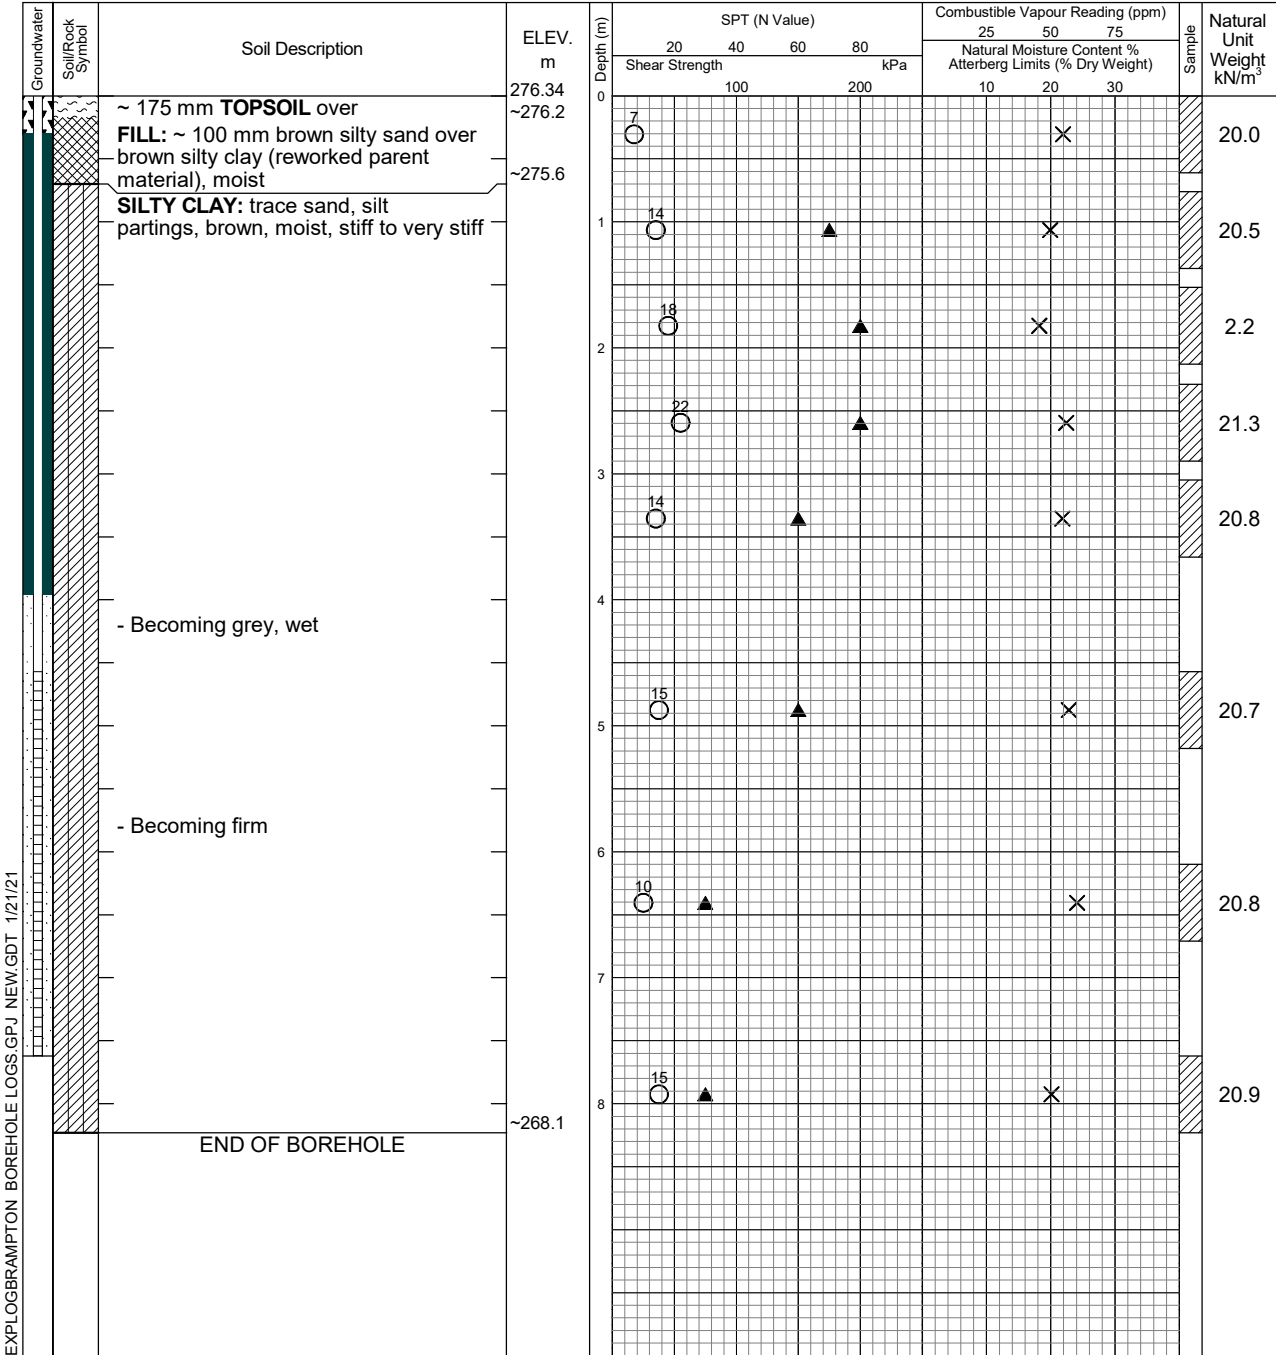 Groundwater
Soil/Rock
Symbol
Soil Description
ELEV.
m
276.34
Depth (m)
SPT (N Value)
20 40 60 80
Shear Strength kPa
100 200
Combustible Vapour Reading (ppm)
25 50 75
Natural Moisture Content %
Atterberg Limits (% Dry Weight)
10 20 30
Sample
Natural
Unit
Weight
kN/m³
0
~ 175 mm TOPSOIL over
~276.2
FILL: ~ 100 mm brown silty sand over
brown silty clay (reworked parent
material), moist
7
20.0
~275.6
SILTY CLAY: trace sand, silt
partings, brown, moist, stiff to very stiff
14
1
20.5
18
2.2
2
22
21.3
3
14
20.8
4
- Becoming grey, wet
15
20.7
5
- Becoming firm
6
10
20.8
7
15
20.9
8
~268.1
END OF BOREHOLE
EXPLOGBRAMPTON BOREHOLE LOGS.GPJ NEW.GDT 1/21/21